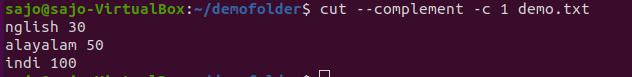 sajo@sajo-VirtualBox:~/demofolder$ cut --complement -c 1 demo.txt
nglish 30
alayalam 50
indi 100